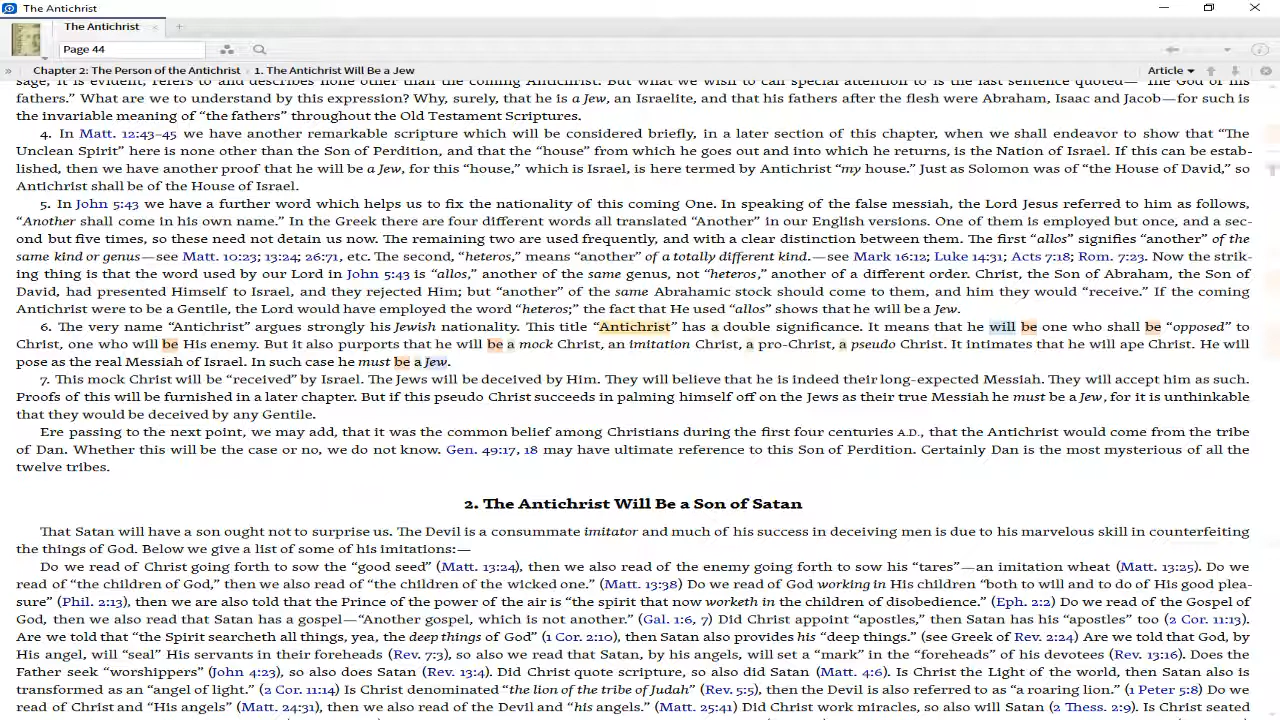 The Antichrist
The Antichrist
Page 44
Chapter 2: The Person of the Antichrist › 1. The Antichrist Will Be a Jew
Article
sage, it is evident, refers to and describes none other than the coming Antichrist. But what we wish to call special attention to is the last sentence quoted—“The God of his
fathers.” What are we to understand by this expression? Why, surely, that he is a Jew, an Israelite, and that his fathers after the flesh were Abraham, Isaac and Jacob—for such is
the invariable meaning of “the fathers” throughout the Old Testament Scriptures.
4. In Matt. 12:43–45 we have another remarkable scripture which will be considered briefly, in a later section of this chapter, when we shall endeavor to show that “The
Unclean Spirit” here is none other than the Son of Perdition, and that the “house” from which he goes out and into which he returns, is the Nation of Israel. If this can be estab-
lished, then we have another proof that he will be a Jew, for this “house,” which is Israel, is here termed by Antichrist “my house.” Just as Solomon was of “the House of David,” so
Antichrist shall be of the House of Israel.
5. In John 5:43 we have a further word which helps us to fix the nationality of this coming One. In speaking of the false messiah, the Lord Jesus referred to him as follows,
“Another shall come in his own name.” In the Greek there are four different words all translated “Another” in our English versions. One of them is employed but once, and a sec-
ond but five times, so these need not detain us now. The remaining two are used frequently, and with a clear distinction between them. The first “allos” signifies “another” of the
same kind or genus—see Matt. 10:23; 13:24; 26:71, etc. The second, “heteros,” means “another” of a totally different kind.—see Mark 16:12; Luke 14:31; Acts 7:18; Rom. 7:23. Now the strik-
ing thing is that the word used by our Lord in John 5:43 is “allos,” another of the same genus, not “heteros,” another of a different order. Christ, the Son of Abraham, the Son of
David, had presented Himself to Israel, and they rejected Him; but “another” of the same Abrahamic stock should come to them, and him they would “receive.” If the coming
Antichrist were to be a Gentile, the Lord would have employed the word “heteros;” the fact that He used “allos” shows that he will be a Jew.
6. The very name “Antichrist” argues strongly his Jewish nationality. This title “Antichrist” has a double significance. It means that he will be one who shall be “opposed” to
Christ, one who will be His enemy. But it also purports that he will be a mock Christ, an imitation Christ, a pro-Christ, a pseudo Christ. It intimates that he will ape Christ. He will
pose as the real Messiah of Israel. In such case he must be a Jew.
7. This mock Christ will be “received” by Israel. The Jews will be deceived by Him. They will believe that he is indeed their long-expected Messiah. They will accept him as such.
Proofs of this will be furnished in a later chapter. But if this pseudo Christ succeeds in palming himself off on the Jews as their true Messiah he must be a Jew, for it is unthinkable
that they would be deceived by any Gentile.
Ere passing to the next point, we may add, that it was the common belief among Christians during the first four centuries A.D., that the Antichrist would come from the tribe
of Dan. Whether this will be the case or no, we do not know. Gen. 49:17, 18 may have ultimate reference to this Son of Perdition. Certainly Dan is the most mysterious of all the
twelve tribes.
2. The Antichrist Will Be a Son of Satan
That Satan will have a son ought not to surprise us. The Devil is a consummate imitator and much of his success in deceiving men is due to his marvelous skill in counterfeiting
the things of God. Below we give a list of some of his imitations:—
Do we read of Christ going forth to sow the “good seed” (Matt. 13:24), then we also read of the enemy going forth to sow his “tares”—an imitation wheat (Matt. 13:25). Do we
read of “the children of God,” then we also read of “the children of the wicked one.” (Matt. 13:38) Do we read of God working in His children “both to will and to do of His good plea-
sure” (Phil. 2:13), then we are also told that the Prince of the power of the air is “the spirit that now worketh in the children of disobedience.” (Eph. 2:2) Do we read of the Gospel of
God, then we also read that Satan has a gospel—“Another gospel, which is not another.” (Gal. 1:6, 7) Did Christ appoint “apostles,” then Satan has his “apostles” too (2 Cor. 11:13).
Are we told that “the Spirit searcheth all things, yea, the deep things of God” (1 Cor. 2:10), then Satan also provides his “deep things.” (see Greek of Rev. 2:24) Are we told that God, by
His angel, will “seal” His servants in their foreheads (Rev. 7:3), so also we read that Satan, by his angels, will set a “mark” in the “foreheads” of his devotees (Rev. 13:16). Does the
Father seek “worshippers” (John 4:23), so also does Satan (Rev. 13:4). Did Christ quote scripture, so also did Satan (Matt. 4:6). Is Christ the Light of the world, then Satan also is
transformed as an “angel of light.” (2 Cor. 11:14) Is Christ denominated “the lion of the tribe of Judah” (Rev. 5:5), then the Devil is also referred to as “a roaring lion.” (1 Peter 5:8) Do we
read of Christ and “His angels” (Matt. 24:31), then we also read of the Devil and “his angels.” (Matt. 25:41) Did Christ work miracles, so also will Satan (2 Thess. 2:9). Is Christ seated